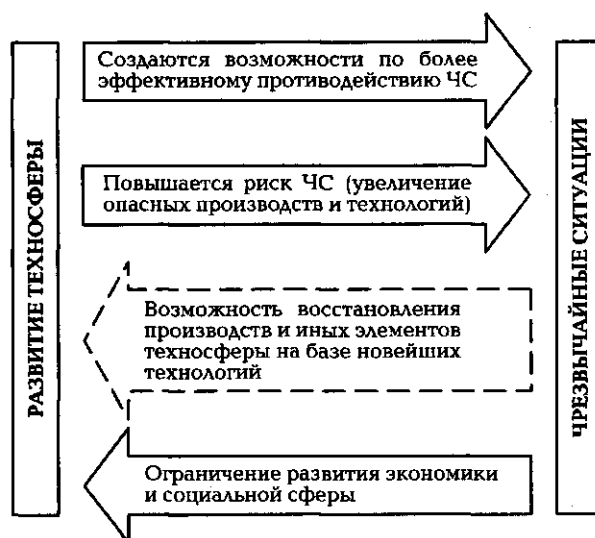 РАЗВИТИЕ ТЕХНОСФЕРЫ
Создаются возможности по более
эффективному противодействию ЧС
Повышается риск ЧС (увеличение
опасных производств и технологий)
Возможность восстановления
производств и иных элементов
техносферы на базе новейших
технологий
Ограничение развития экономики
и социальной сферы
ЧРЕЗВЫЧАЙНЫЕ СИТУАЦИИ